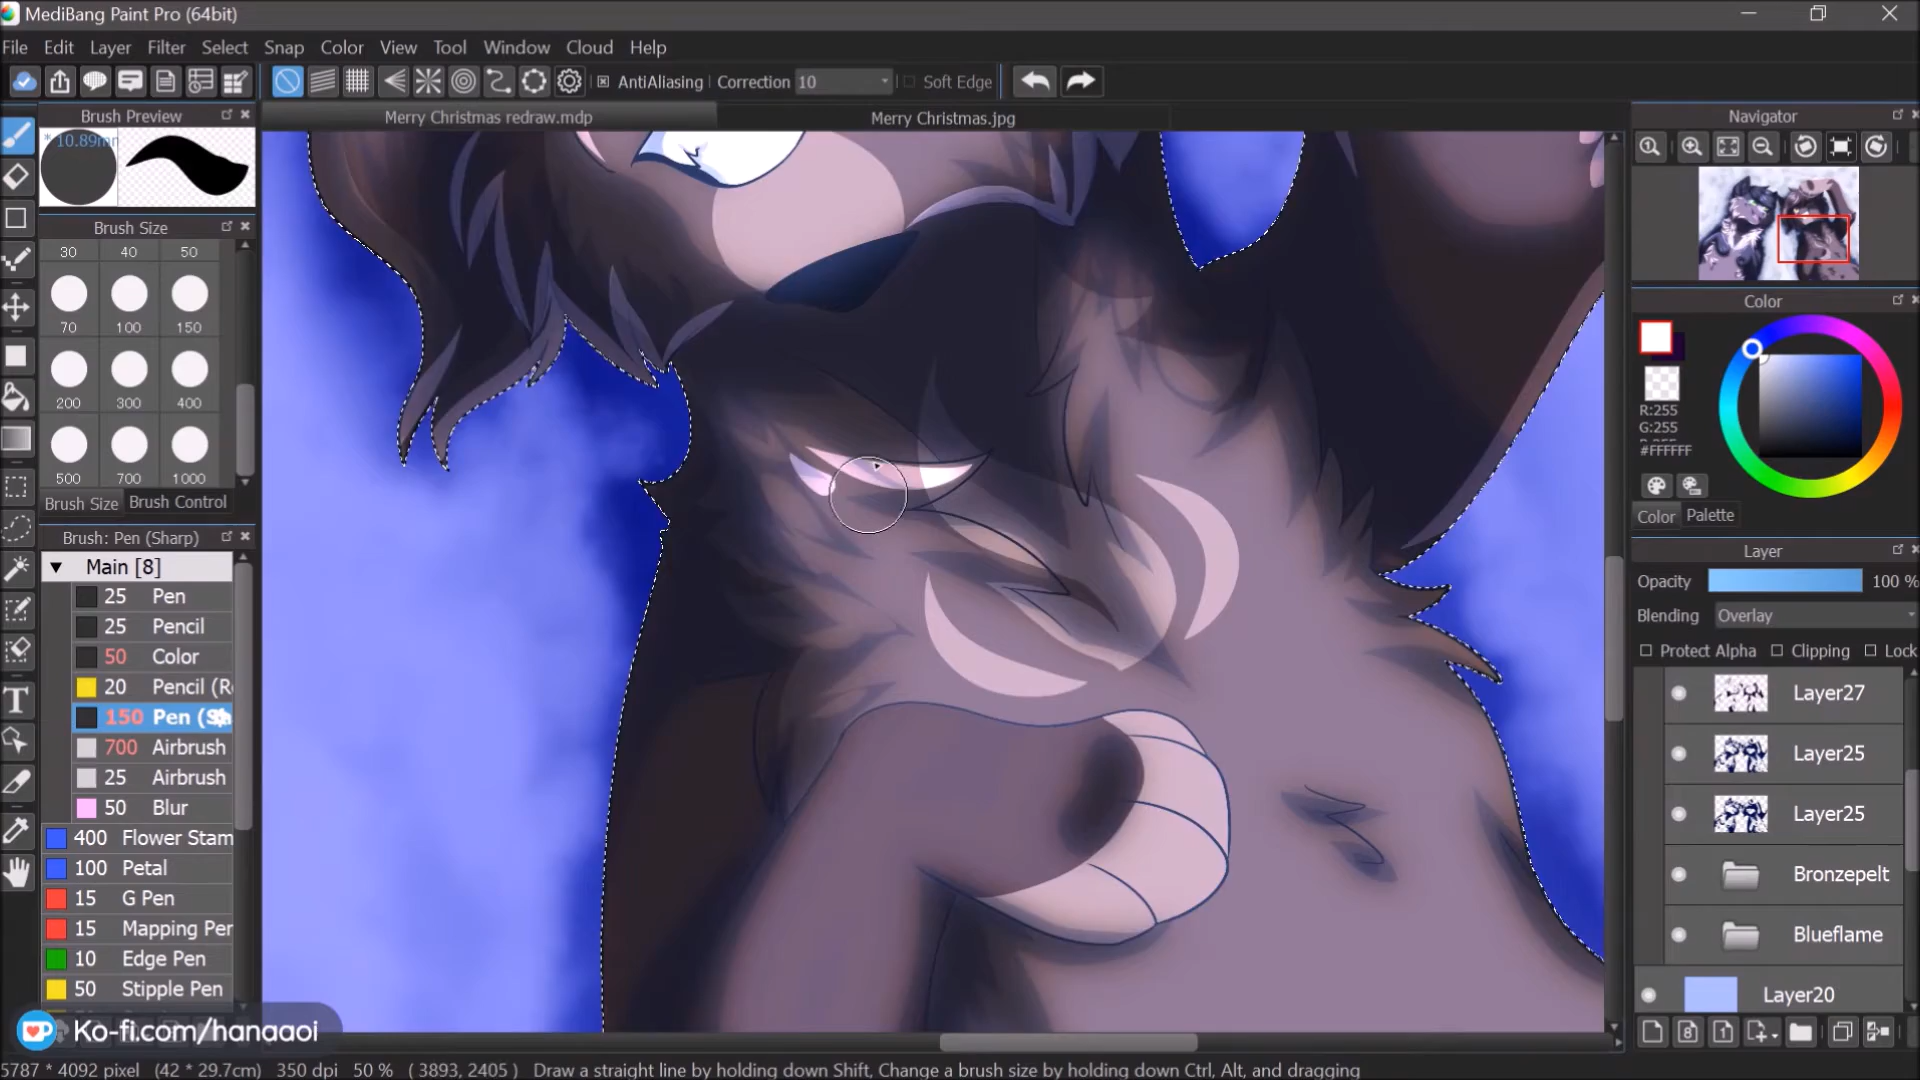 MediBang Paint Pro (64bit)
File Edit Layer Filter Select Snap Color View Tool Window Cloud Help
AntiAliasing Correction 10 Soft Edge
Brush Preview
* 10.89mm
Merry Christmas redraw.mdp
Merry Christmas.jpg
Navigator
Brush Size
30 40 50
70 100 150
200 300 400
500 700 1000
Brush Size Brush Control
Brush: Pen (Sharp)
Main [8]
25 Pen
25 Pencil
50 Color
20 Pencil (R
150 Pen (Sh
700 Airbrush
25 Airbrush
50 Blur
400 Flower Stam
100 Petal
15 G Pen
15 Mapping Pen
10 Edge Pen
50 Stipple Pen
Ko-fi.com/hanaaoi
Color
R:255
G:255
#FFFFFF
Color Palette
Layer
Opacity 100 %
Blending Overlay
Protect Alpha Clipping Lock
Layer27
Layer25
Layer25
Bronzepelt
Blueflame
Layer20
5787 * 4092 pixel (42 * 29.7cm) 350 dpi 50 % ( 3893, 2405 ) Draw a straight line by holding down Shift, Change a brush size by holding down Ctrl, Alt, and dragging